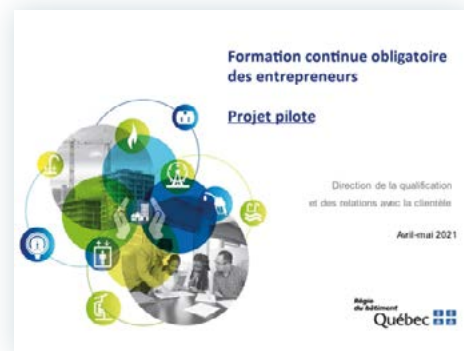 Formation continue obligatoire
des entrepreneurs
Projet pilote
Direction de la qualification
et des relations avec la clientèle
Avril-mai 2021
Régie
du bâtiment
Québec